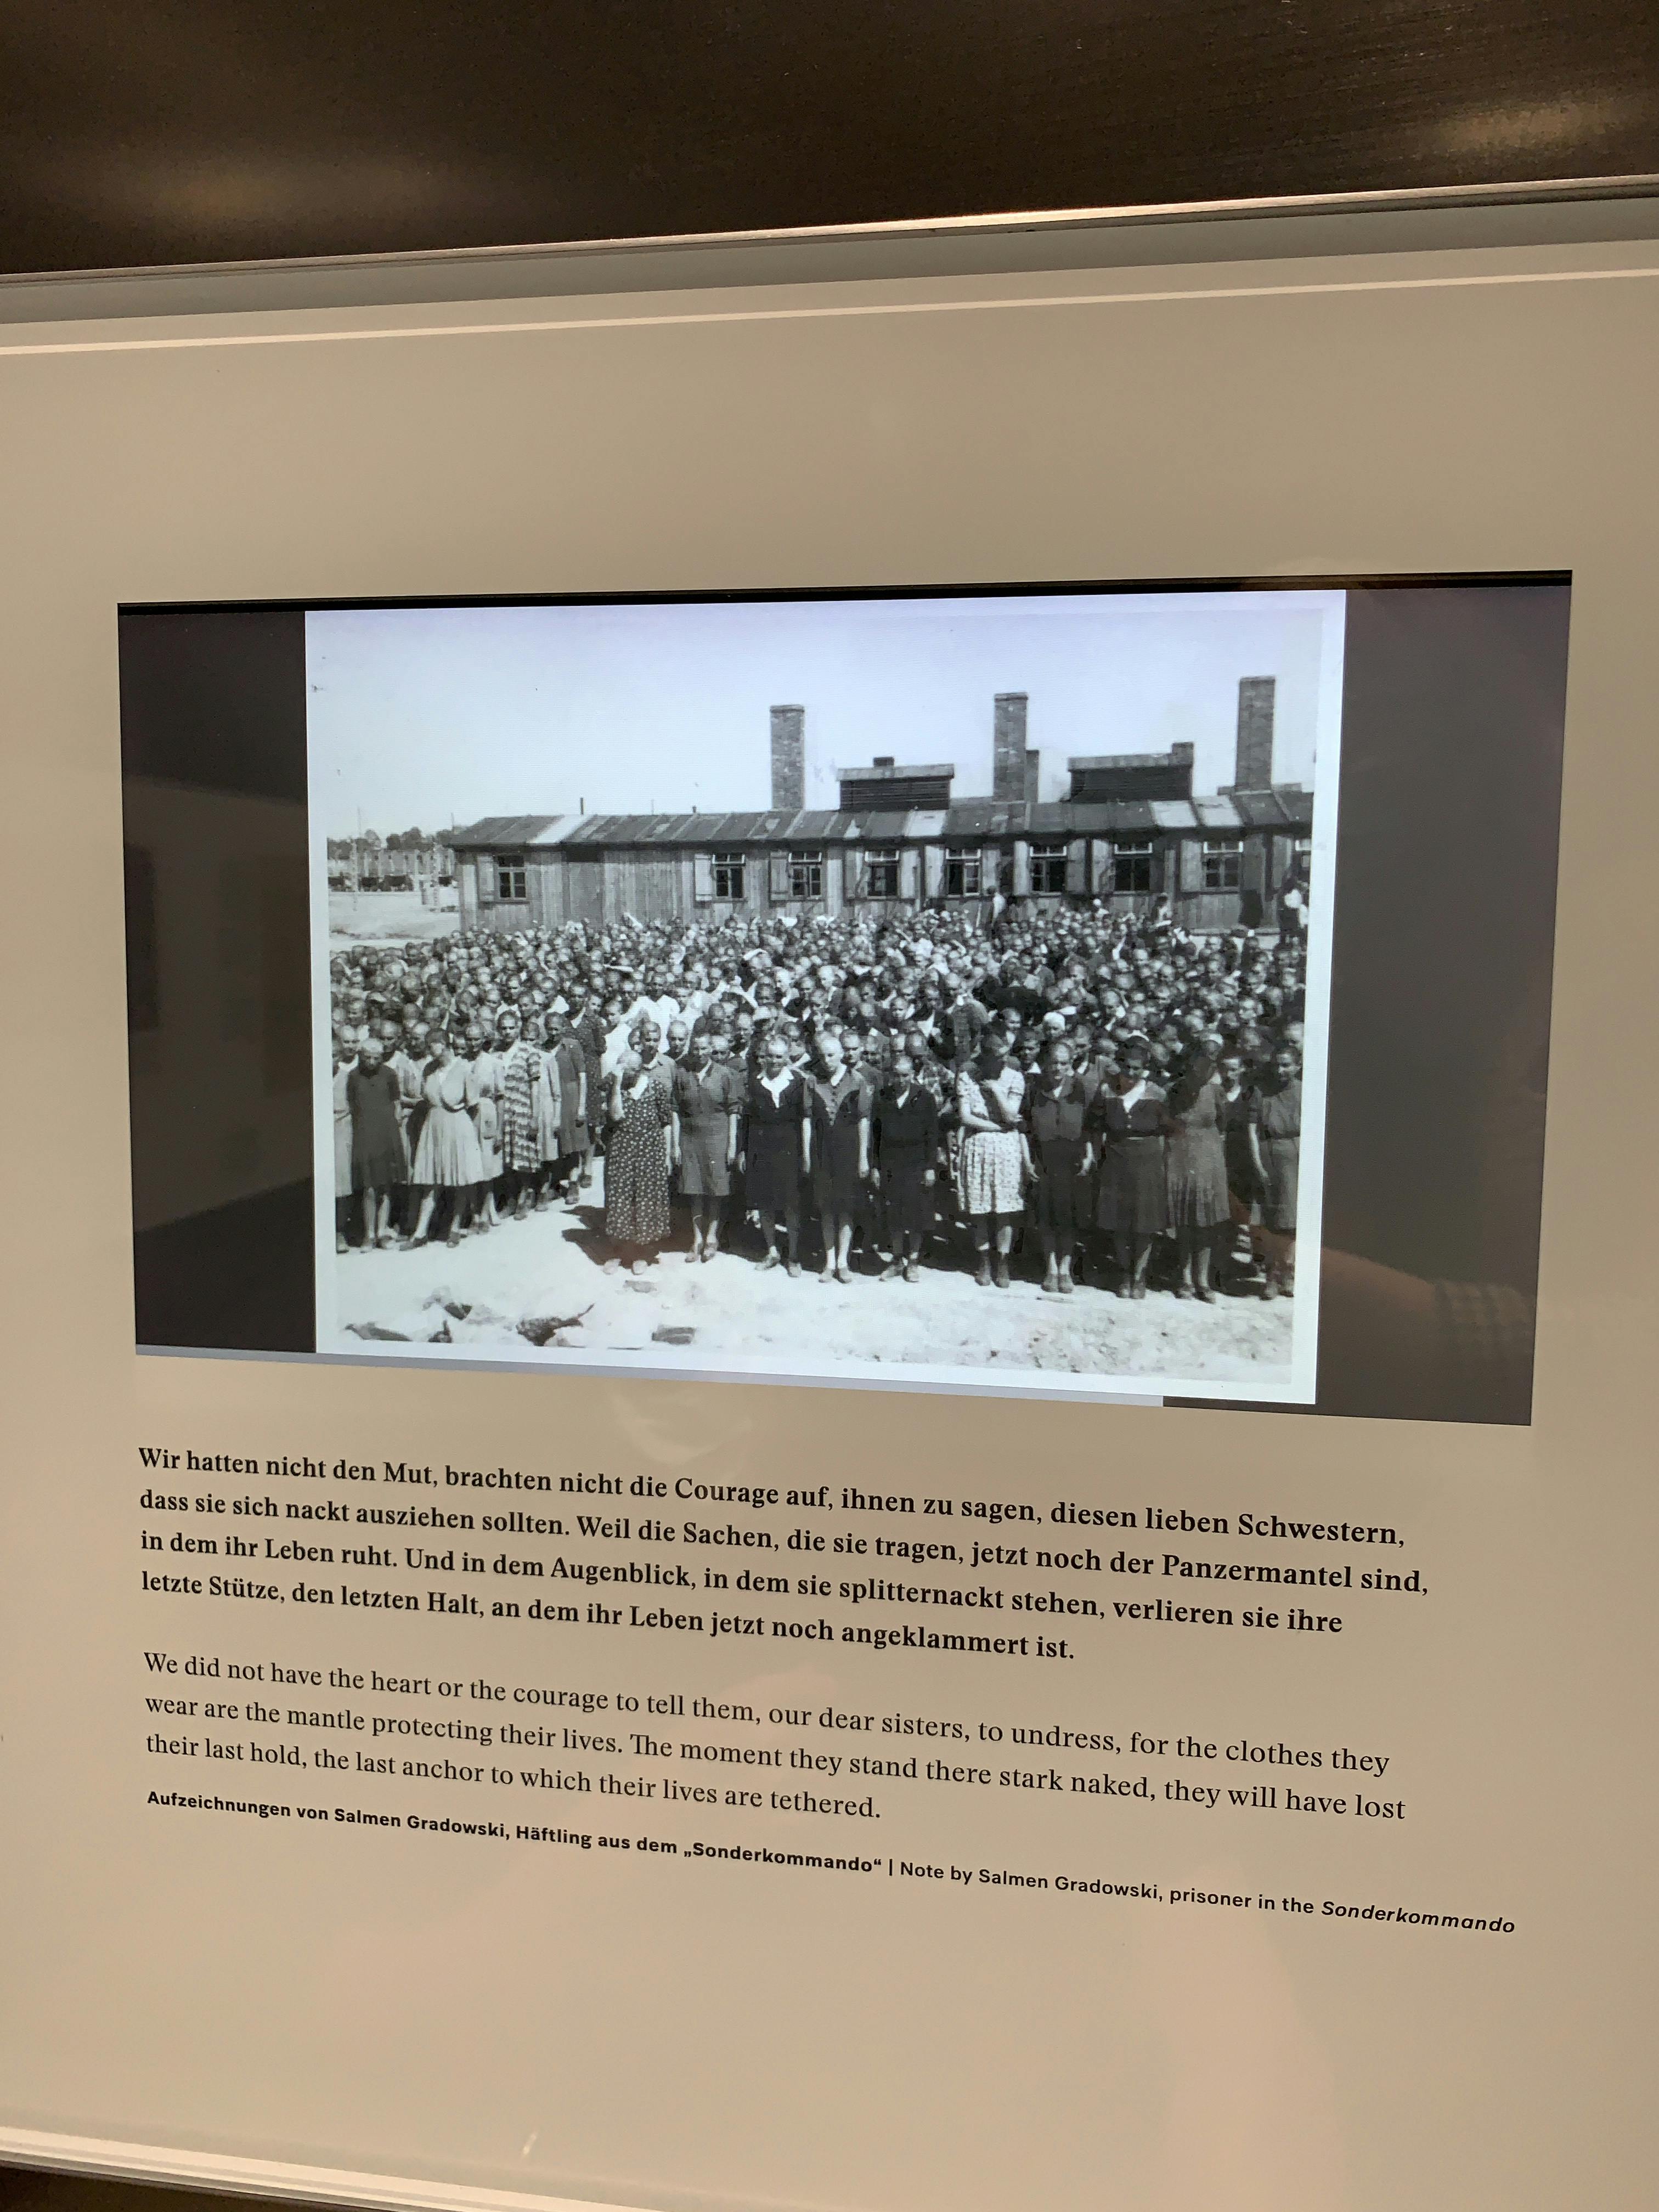 Wir hatten nicht den Mut, brachten nicht die Courage auf, ihnen zu sagen, diesen lieben Schwestern,
dass sie sich nackt ausziehen sollten. Weil die Sachen, die sie tragen, jetzt noch der Panzermantel sind,
in dem ihr Leben ruht. Und in dem Augenblick, in dem sie splitternackt stehen, verlieren sie ihre
letzte Stütze, den letzten Halt, an dem ihr Leben jetzt noch angeklammert ist.
We did not have the heart or the courage to tell them, our dear sisters, to undress, for the clothes they
wear are the mantle protecting their lives. The moment they stand there stark naked, they will have lost
their last hold, the last anchor to which their lives are tethered.
Aufzeichnungen von Salmen Gradowski, Häftling aus dem „Sonderkommando“ | Note by Salmen Gradowski, prisoner in the Sonderkommando